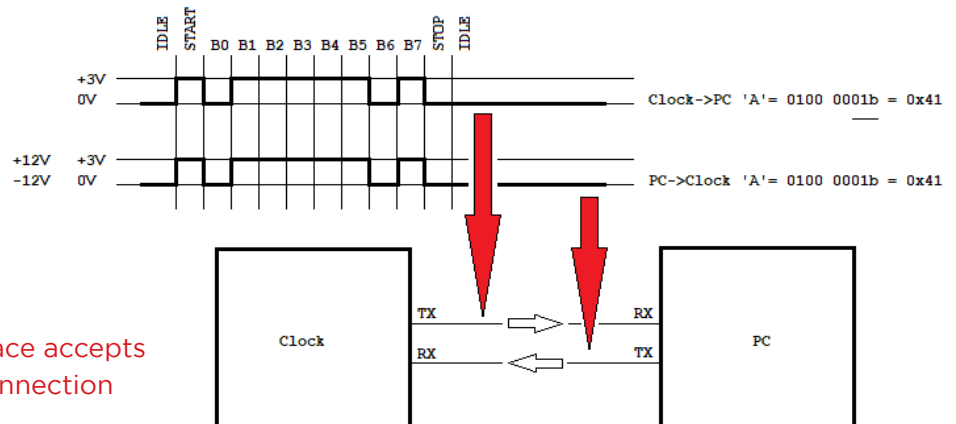 IDLE START B0 B1 B2 B3 B4 B5 B6 B7 STOP IDLE
+3V
0V
Clock->PC 'A'= 0100 0001b = 0x41
+12V +3V
-12V 0V
PC->Clock 'A'= 0100 0001b = 0x41
TX RX
Clock PC
RX TX
ace accepts
nnection